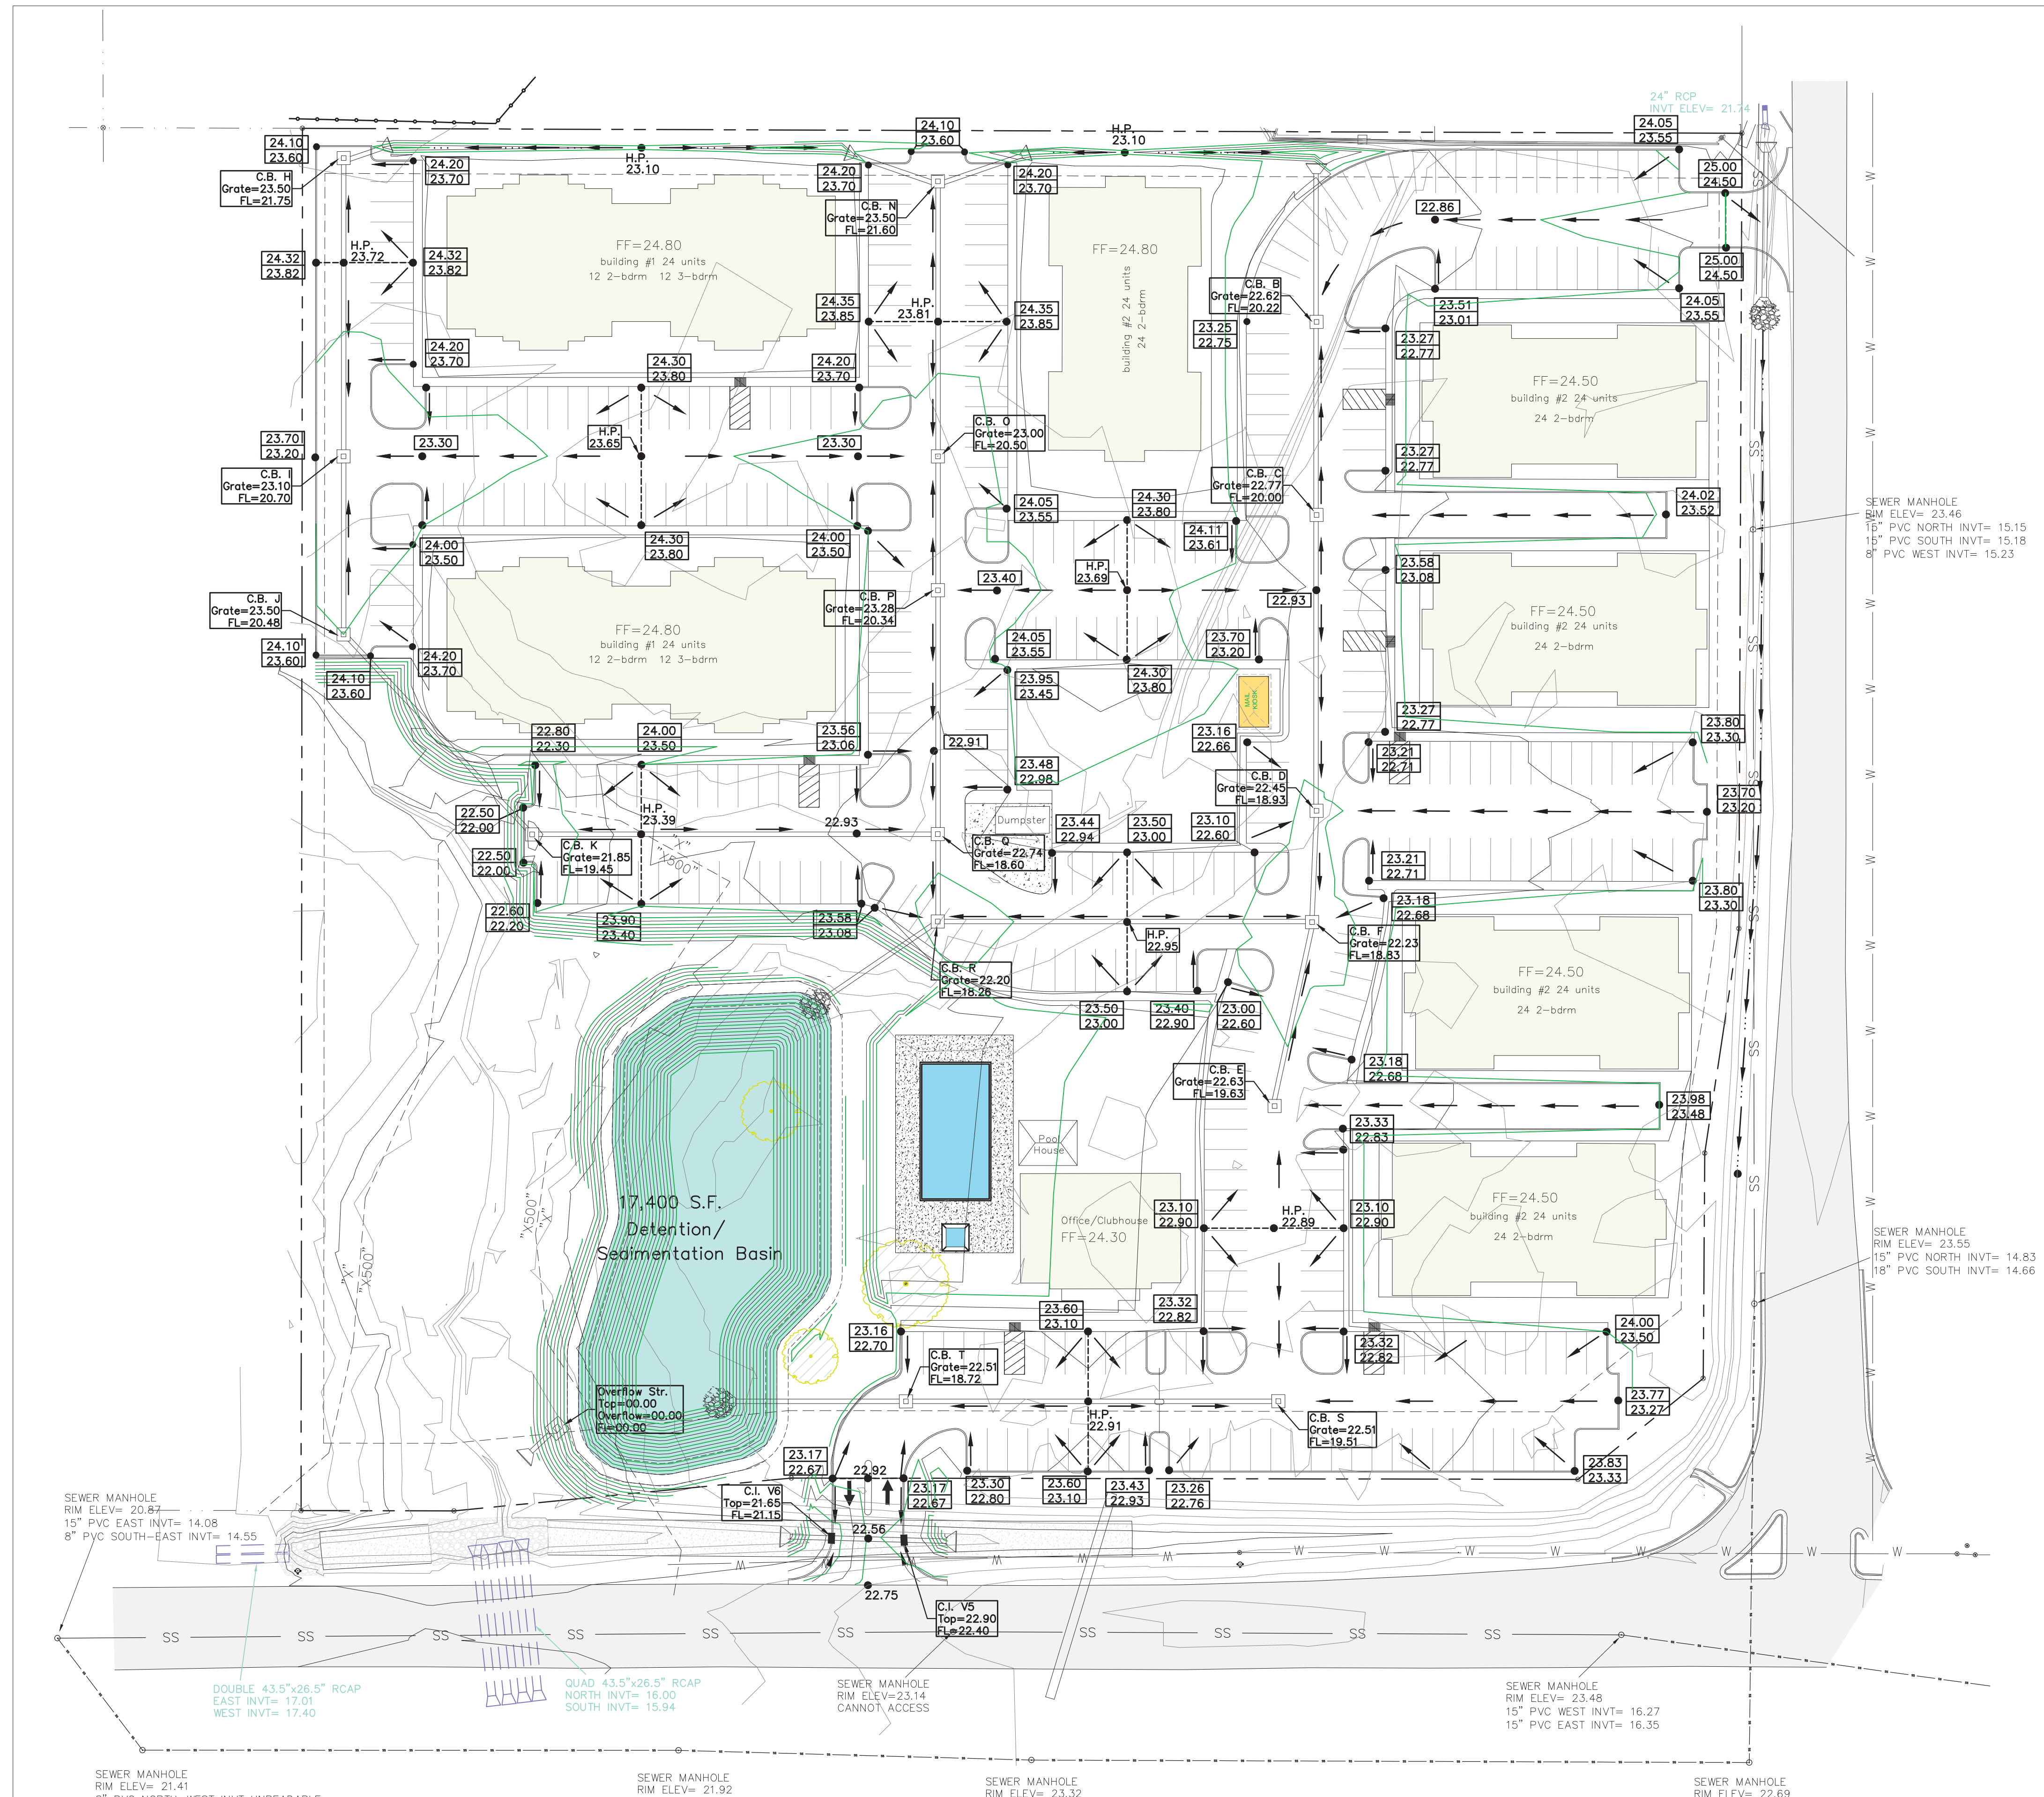 24" RCP
INVT ELEV= 21.74
24.10
23.60
H.P.
23.10
24.05
23.55
24.10
23.60
24.20
23.70
H.P.
23.10
24.20
23.70
24.20
23.70
25.00
24.50
C.B. H
Grate=23.50
FL=21.75
C.B. N
Grate=23.50
FL=21.60
22.86
FF=24.80
building #1 24 units
12 2-bdrm 12 3-bdrm
FF=24.80
building #2 24 units
24 2-bdrm
24.32
23.82
H.P.
23.72
24.32
23.82
25.00
24.50
24.35
23.85
H.P.
23.81
24.35
23.85
C.B. B
Grate=22.62
FL=20.22
23.51
23.01
24.05
23.55
23.25
22.75
23.27
22.77
24.20
23.70
24.30
23.80
24.20
23.70
FF=24.50
building #2 24 units
24 2-bdrm
23.70
23.20
23.30
H.P.
23.65
23.30
C.B. O
Grate=23.00
FL=20.50
23.27
22.77
C.B. I
Grate=23.10
FL=20.70
C.B. C
Grate=22.77
FL=20.00
24.05
23.55
24.30
23.80
24.02
23.52
SS
SEWER MANHOLE
RIM ELEV= 23.46
15" PVC NORTH INVT= 15.15
15" PVC SOUTH INVT= 15.18
8" PVC WEST INVT= 15.23
24.00
23.50
24.30
23.80
24.00
23.50
24.11
23.61
H.P.
23.69
23.40
23.58
23.08
C.B. J
Grate=23.50
FL=20.48
C.B. P
Grate=23.28
FL=20.34
22.93
FF=24.80
building #1 24 units
12 2-bdrm 12 3-bdrm
FF=24.50
building #2 24 units
24 2-bdrm
24.10
23.60
24.20
23.70
24.05
23.55
23.70
23.20
24.10
23.60
23.95
23.45
24.30
23.80
MAIL
KIOSK
22.80
22.30
24.00
23.50
23.56
23.06
22.91
23.16
22.66
23.27
22.77
23.80
23.30
23.21
22.71
23.48
22.98
C.B. D
Grate=22.45
FL=18.93
23.70
23.20
22.50
22.00
H.P.
23.39
22.93
Dumpster
23.44
22.94
23.50
23.00
23.10
22.60
"X"
"X500"
C.B. K
Grate=21.85
FL=19.45
C.B. Q
Grate=22.74
FL=18.60
22.50
22.00
23.21
22.71
23.80
23.30
22.60
22.20
23.90
23.40
23.58
23.08
23.18
22.68
H.P.
22.95
C.B. F
Grate=22.23
FL=18.83
C.B. R
Grate=22.20
FL=18.26
FF=24.50
building #2 24 units
24 2-bdrm
23.50
23.00
23.40
22.90
23.00
22.60
C.B. E
Grate=22.63
FL=19.63
23.18
22.68
23.98
23.48
Pool
House
23.33
22.83
17,400 S.F.
Detention/
Sedimentation Basin
"X500"
"X"
"X"
"X500"
Office/Clubhouse
FF=24.30
23.10
22.90
H.P.
22.89
23.10
22.90
FF=24.50
building #2 24 units
24 2-bdrm
SEWER MANHOLE
RIM ELEV= 23.55
15" PVC NORTH INVT= 14.83
18" PVC SOUTH INVT= 14.66
23.16
22.70
23.60
23.10
23.32
22.82
23.32
22.82
24.00
23.50
C.B. T
Grate=22.51
FL=18.72
Overflow Str.
Top=00.00
Overflow=00.00
Fl=00.00
H.P.
22.91
C.B. S
Grate=22.51
FL=19.51
23.77
23.27
23.17
22.67
22.92
23.17
22.67
23.30
22.80
23.60
23.10
23.43
22.93
23.26
22.76
23.83
23.33
C.I. V6
Top=21.65
FL=21.15
22.56
SEWER MANHOLE
RIM ELEV= 20.87
15" PVC EAST INVT= 14.08
8" PVC SOUTH-EAST INVT= 14.55
22.75
C.I. V5
Top=22.90
FL=22.40
W W W W W W W W
SS SS SS SS SS SS SS SS SS SS
DOUBLE 43.5"x26.5" RCAP
EAST INVT= 17.01
WEST INVT= 17.40
QUAD 43.5"x26.5" RCAP
NORTH INVT= 16.00
SOUTH INVT= 15.94
SEWER MANHOLE
RIM ELEV=23.14
CANNOT ACCESS
SEWER MANHOLE
RIM ELEV= 23.48
15" PVC WEST INVT= 16.27
15" PVC EAST INVT= 16.35
SEWER MANHOLE
RIM ELEV= 21.41
SEWER MANHOLE
RIM ELEV= 21.92
SEWER MANHOLE
RIM ELEV= 23.32
SEWER MANHOLE
RIM ELEV= 22.69